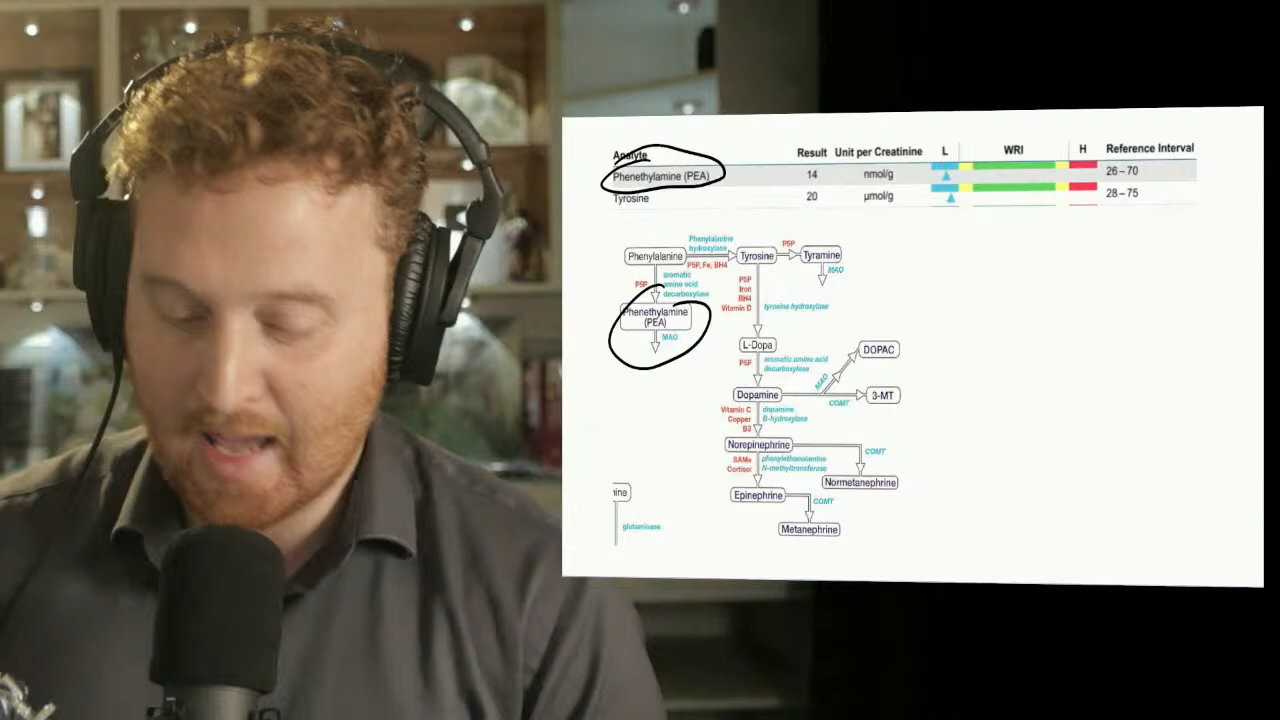 Analyte Result Unit per Creatinine L WRI H Reference Interval
Phenethylamine (PEA) 14 nmol/g 26 – 70
Tyrosine 20 µmol/g 28 – 75
Phenylalanine
hydroxylase
P5P
Phenylalanine Tyrosine Tyramine
P5P, Fe, BH4
MAO
P5P
aromatic
amino acid
decarboxylase
P5P
Iron
BH4
Vitamin D
tyrosine hydroxylase
Phenethylamine
(PEA)
MAO
L-Dopa
P5P
aromatic amino acid
decarboxylase
DOPAC
MAO
Dopamine
3-MT
COMT
Vitamin C
Copper
B3
dopamine
B-hydroxylase
Norepinephrine
COMT
SAMe
Cortisol
phenylethanolamine
N-methyltransferase
Normetanephrine
Epinephrine
COMT
Metanephrine
nine
glutaminase